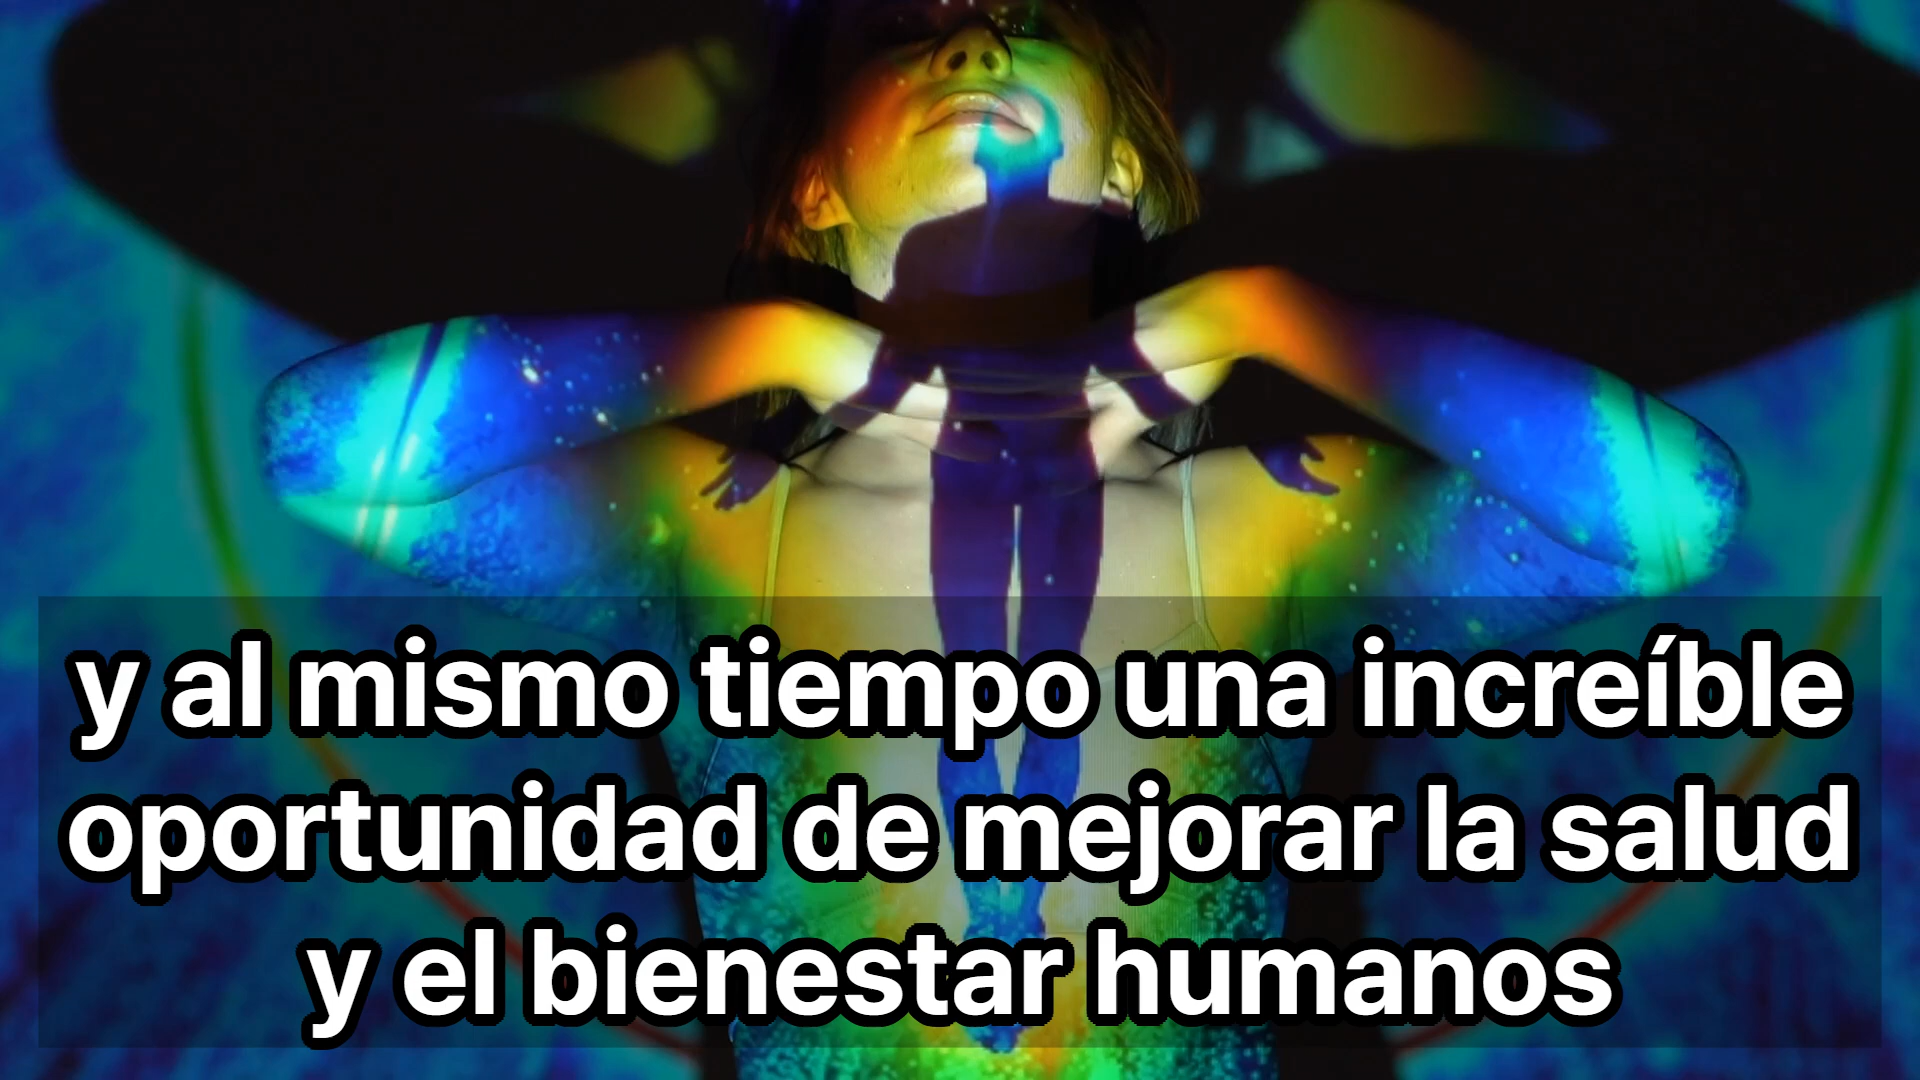 y al mismo tiempo una increíble
oportunidad de mejorar la salud
y el bienestar humanos